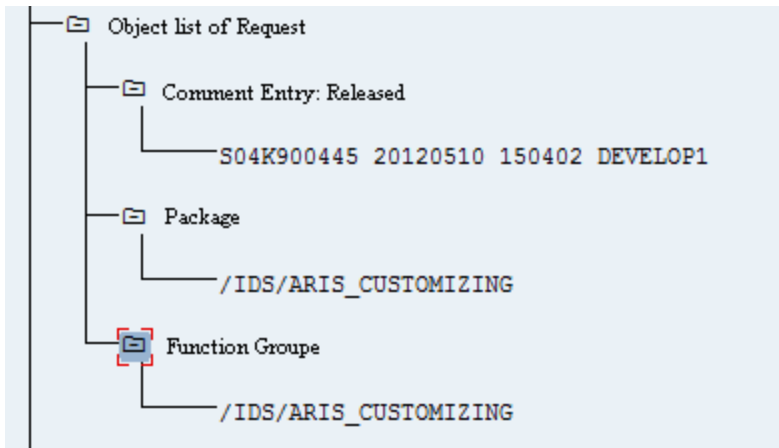 Object list of Request
Comment Entry: Released
S04K900445 20120510 150402 DEVELOP1
Package
/IDS/ARIS_CUSTOMIZING
Function Groupe
/IDS/ARIS_CUSTOMIZING